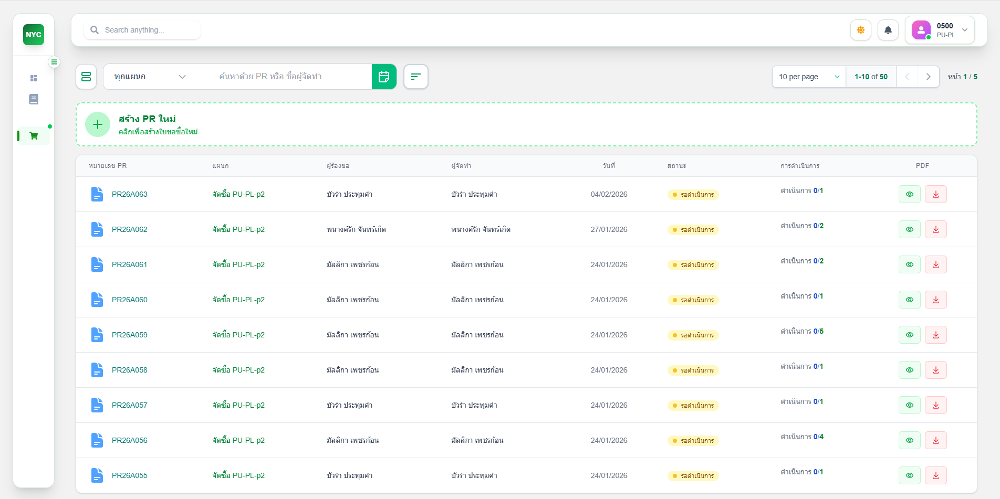 NYC
Search anything...
0500
PU-PL
ทุกแผนก
ค้นหาด้วย PR หรือ ชื่อผู้จัดทำ
10 per page
1-10 of 50
หน้า 1 / 5
สร้าง PR ใหม่
คลิกเพื่อสร้างใบขอซื้อใหม่
หมายเลข PR แผนก ผู้ร้องขอ ผู้จัดทำ วันที่ สถานะ การดำเนินการ PDF
PR26A063 จัดซื้อ PU-PL-p2 บัวรำ ประทุมคำ บัวรำ ประทุมคำ 04/02/2026 รอดำเนินการ ดำเนินการ 0/1
PR26A062 จัดซื้อ PU-PL-p2 พนางค์รัก จันทร์เกิด พนางค์รัก จันทร์เกิด 27/01/2026 รอดำเนินการ ดำเนินการ 0/2
PR26A061 จัดซื้อ PU-PL-p2 มัลลิกา เพชรก้อน มัลลิกา เพชรก้อน 24/01/2026 รอดำเนินการ ดำเนินการ 0/2
PR26A060 จัดซื้อ PU-PL-p2 มัลลิกา เพชรก้อน มัลลิกา เพชรก้อน 24/01/2026 รอดำเนินการ ดำเนินการ 0/1
PR26A059 จัดซื้อ PU-PL-p2 มัลลิกา เพชรก้อน มัลลิกา เพชรก้อน 24/01/2026 รอดำเนินการ ดำเนินการ 0/5
PR26A058 จัดซื้อ PU-PL-p2 มัลลิกา เพชรก้อน มัลลิกา เพชรก้อน 24/01/2026 รอดำเนินการ ดำเนินการ 0/1
PR26A057 จัดซื้อ PU-PL-p2 บัวรำ ประทุมคำ บัวรำ ประทุมคำ 24/01/2026 รอดำเนินการ ดำเนินการ 0/1
PR26A056 จัดซื้อ PU-PL-p2 มัลลิกา เพชรก้อน มัลลิกา เพชรก้อน 24/01/2026 รอดำเนินการ ดำเนินการ 0/4
PR26A055 จัดซื้อ PU-PL-p2 บัวรำ ประทุมคำ บัวรำ ประทุมคำ 24/01/2026 รอดำเนินการ ดำเนินการ 0/1